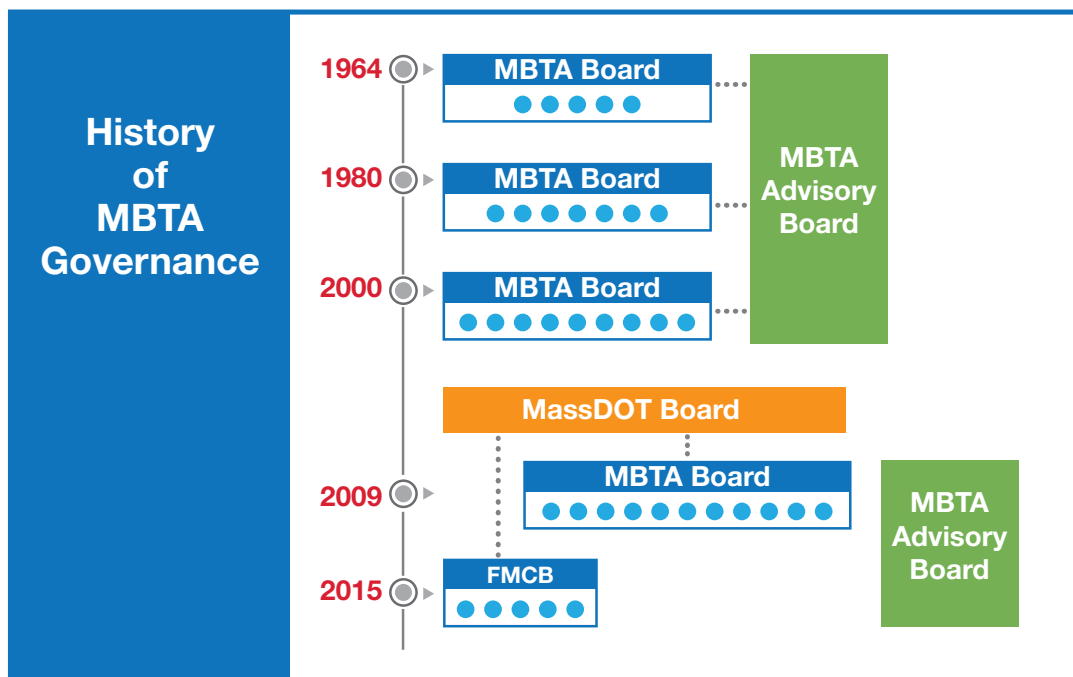 History
of
MBTA
Governance
1964
MBTA Board
1980
MBTA Board
2000
MBTA Board
MBTA
Advisory
Board
MassDOT Board
2009
MBTA Board
2015
FMCB
MBTA
Advisory
Board